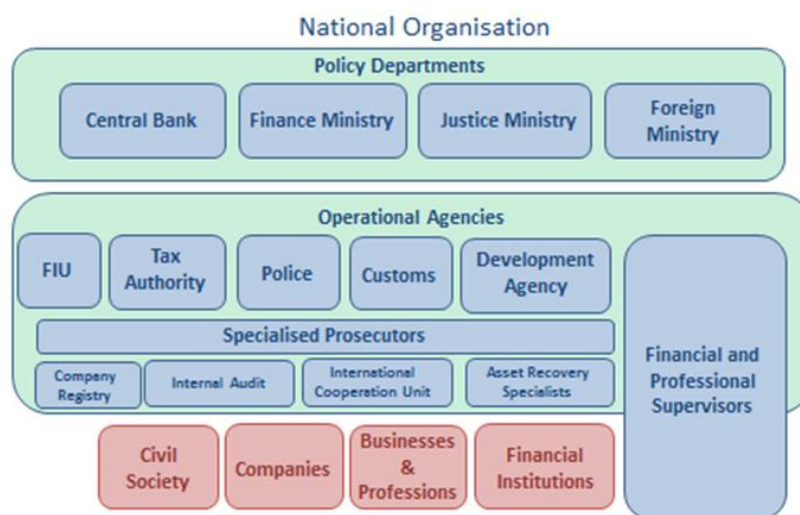 National Organisation
Policy Departments
Central Bank
Finance Ministry
Justice Ministry
Foreign
Ministry
Operational Agencies
FIU
Tax
Authority
Police
Customs
Development
Agency
Specialised Prosecutors
Company
Registry
Internal Audit
International
Cooperation Unit
Asset Recovery
Specialists
Financial and
Professional
Supervisors
Civil
Society
Companies
Businesses
&
Professions
Financial
Institutions